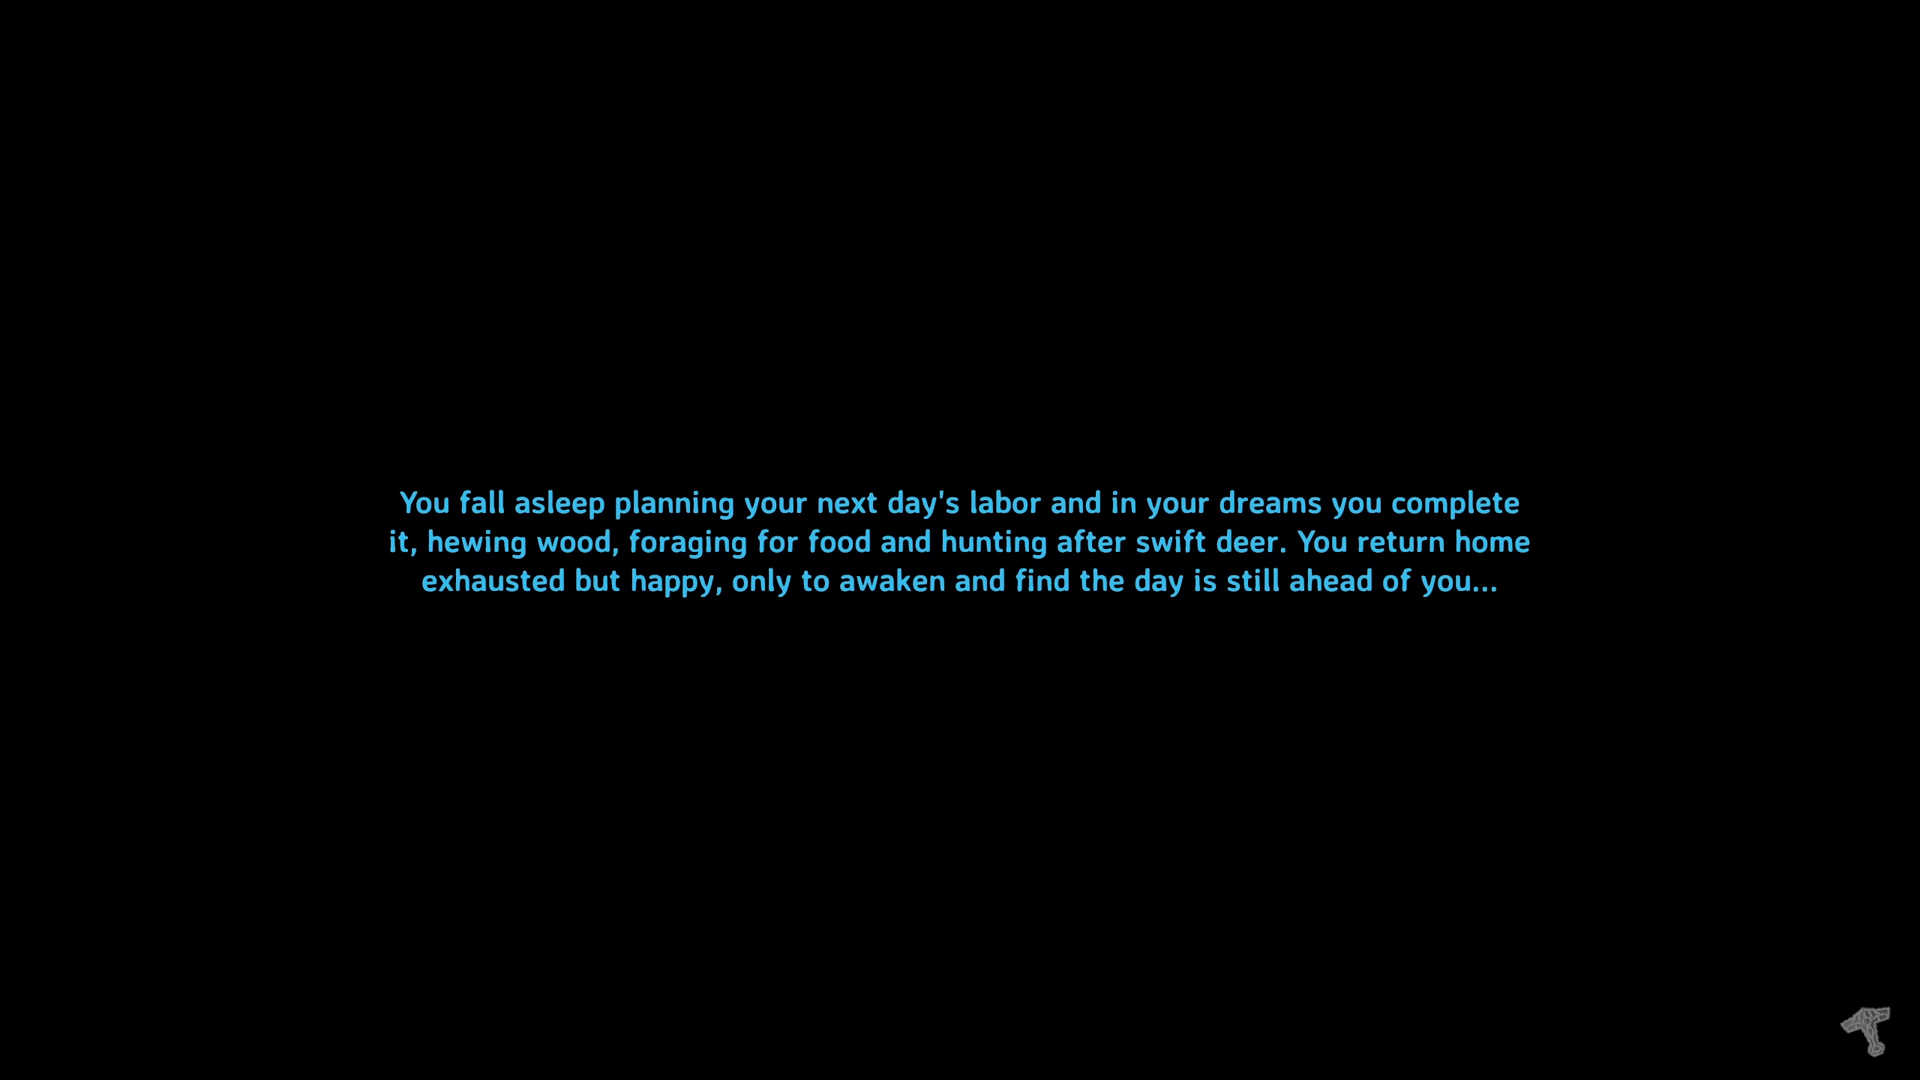 You fall asleep planning your next day's labor and in your dreams you complete
it, hewing wood, foraging for food and hunting after swift deer. You return home
exhausted but happy, only to awaken and find the day is still ahead of you...